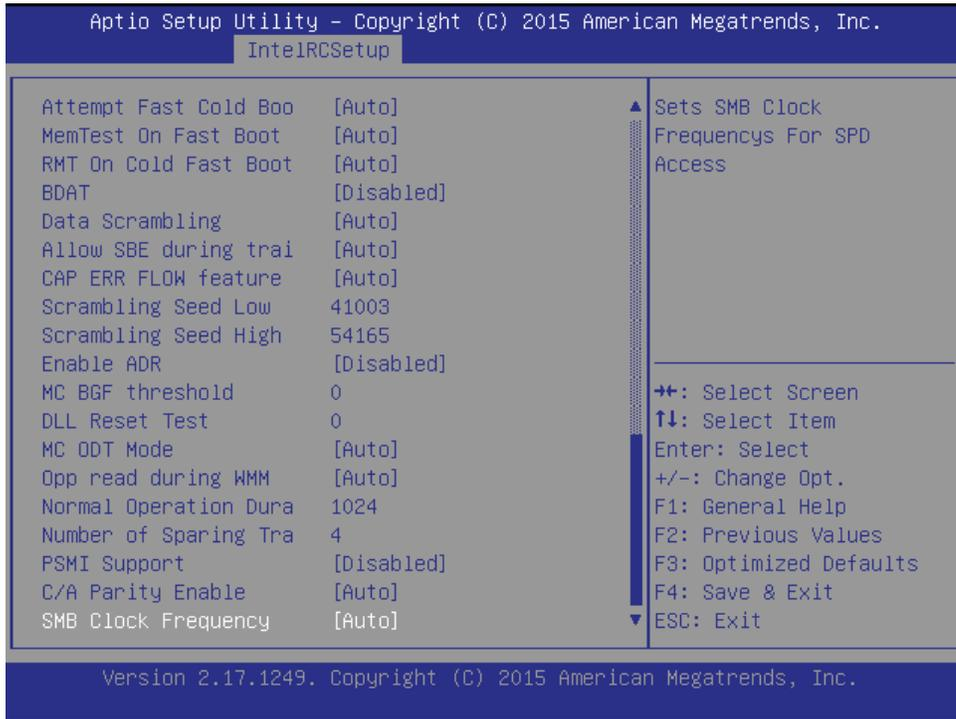 Aptio Setup Utility – Copyright (C) 2015 American Megatrends, Inc.
IntelRCSetup
Attempt Fast Cold Boo [Auto]
MemTest On Fast Boot [Auto]
RMT On Cold Fast Boot [Auto]
BDAT [Disabled]
Data Scrambling [Auto]
Allow SBE during trai [Auto]
CAP ERR FLOW feature [Auto]
Scrambling Seed Low 41003
Scrambling Seed High 54165
Enable ADR [Disabled]
MC BGF threshold 0
DLL Reset Test 0
MC ODT Mode [Auto]
Opp read during WMM [Auto]
Normal Operation Dura 1024
Number of Sparing Tra 4
PSMI Support [Disabled]
C/A Parity Enable [Auto]
SMB Clock Frequency [Auto]
Sets SMB Clock
Frequencys For SPD
Access
→←: Select Screen
↑↓: Select Item
Enter: Select
+/-: Change Opt.
F1: General Help
F2: Previous Values
F3: Optimized Defaults
F4: Save & Exit
ESC: Exit
Version 2.17.1249. Copyright (C) 2015 American Megatrends, Inc.